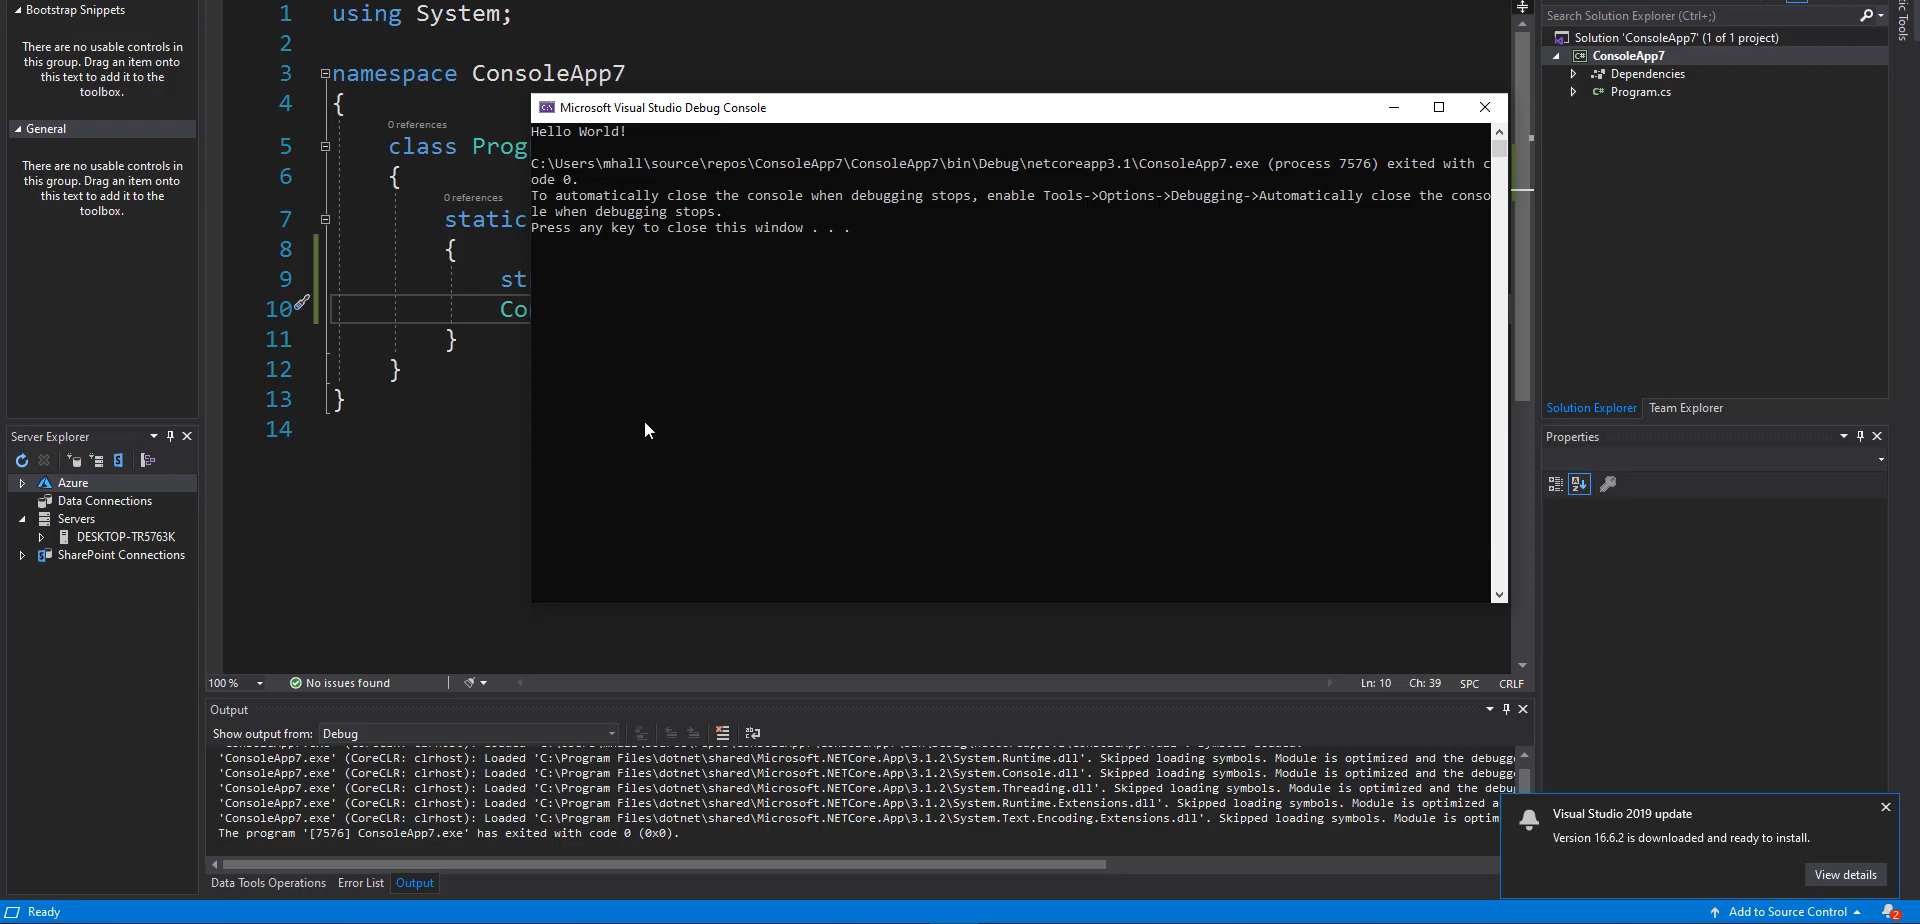 Bootstrap Snippets
There are no usable controls in
this group. Drag an item onto
this text to add it to the
toolbox.
General
There are no usable controls in
this group. Drag an item onto
this text to add it to the
toolbox.
Server Explorer
Azure
Data Connections
Servers
DESKTOP-TR5763K
SharePoint Connections
1 using System;
2
3 namespace ConsoleApp7
4 {
0 references
5 class Prog
6 {
0 references
7 static
8 {
9 st
10 Co
11 }
12 }
13 }
14
Microsoft Visual Studio Debug Console
Hello World!
C:\Users\mhall\source\repos\ConsoleApp7\ConsoleApp7\bin\Debug\netcoreapp3.1\ConsoleApp7.exe (process 7576) exited with c
ode 0.
To automatically close the console when debugging stops, enable Tools->Options->Debugging->Automatically close the conso
le when debugging stops.
Press any key to close this window . . .
100 % No issues found Ln: 10 Ch: 39 SPC CRLF
Output
Show output from: Debug
'ConsoleApp7.exe' (CoreCLR: clrhost): Loaded 'C:\Program Files\dotnet\shared\Microsoft.NETCore.App\3.1.2\System.Runtime.dll'. Skipped loading symbols. Module is optimized and the debugg
'ConsoleApp7.exe' (CoreCLR: clrhost): Loaded 'C:\Program Files\dotnet\shared\Microsoft.NETCore.App\3.1.2\System.Console.dll'. Skipped loading symbols. Module is optimized and the debugg
'ConsoleApp7.exe' (CoreCLR: clrhost): Loaded 'C:\Program Files\dotnet\shared\Microsoft.NETCore.App\3.1.2\System.Threading.dll'. Skipped loading symbols. Module is optimized and the debu
'ConsoleApp7.exe' (CoreCLR: clrhost): Loaded 'C:\Program Files\dotnet\shared\Microsoft.NETCore.App\3.1.2\System.Runtime.Extensions.dll'. Skipped loading symbols. Module is optimized a
'ConsoleApp7.exe' (CoreCLR: clrhost): Loaded 'C:\Program Files\dotnet\shared\Microsoft.NETCore.App\3.1.2\System.Text.Encoding.Extensions.dll'. Skipped loading symbols. Module is optim
The program '[7576] ConsoleApp7.exe' has exited with code 0 (0x0).
Data Tools Operations Error List Output
Search Solution Explorer (Ctrl+;)
Solution 'ConsoleApp7' (1 of 1 project)
C# ConsoleApp7
Dependencies
C# Program.cs
Solution Explorer Team Explorer
Properties
Tools
Visual Studio 2019 update
Version 16.6.2 is downloaded and ready to install.
View details
Ready
Add to Source Control 2